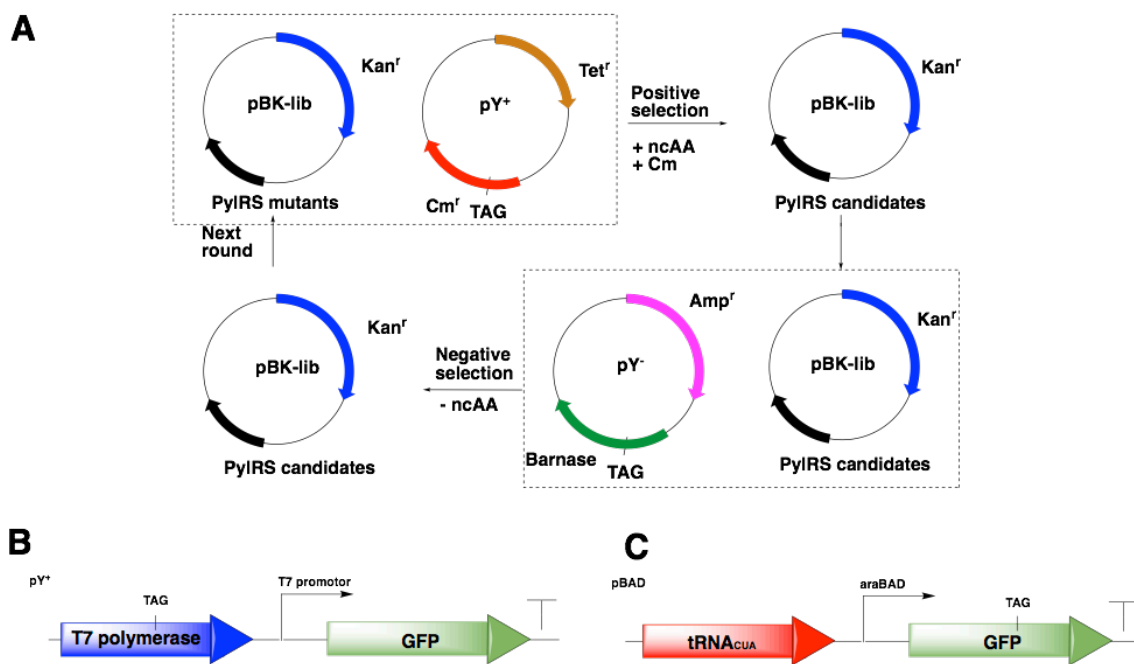 A
Kanr
pBK-lib
PylRS mutants
Tetr
pY+
Cmr
TAG
Positive
selection
+ ncAA
+ Cm
Kanr
pBK-lib
PylRS candidates
Next
round
Kanr
pBK-lib
PylRS candidates
Negative
selection
- ncAA
Ampr
pY-
Barnase
TAG
Kanr
pBK-lib
PylRS candidates
B
pY+
TAG
T7 promotor
T7 polymerase
GFP
C
pBAD
araBAD
TAG
tRNACUA
GFP